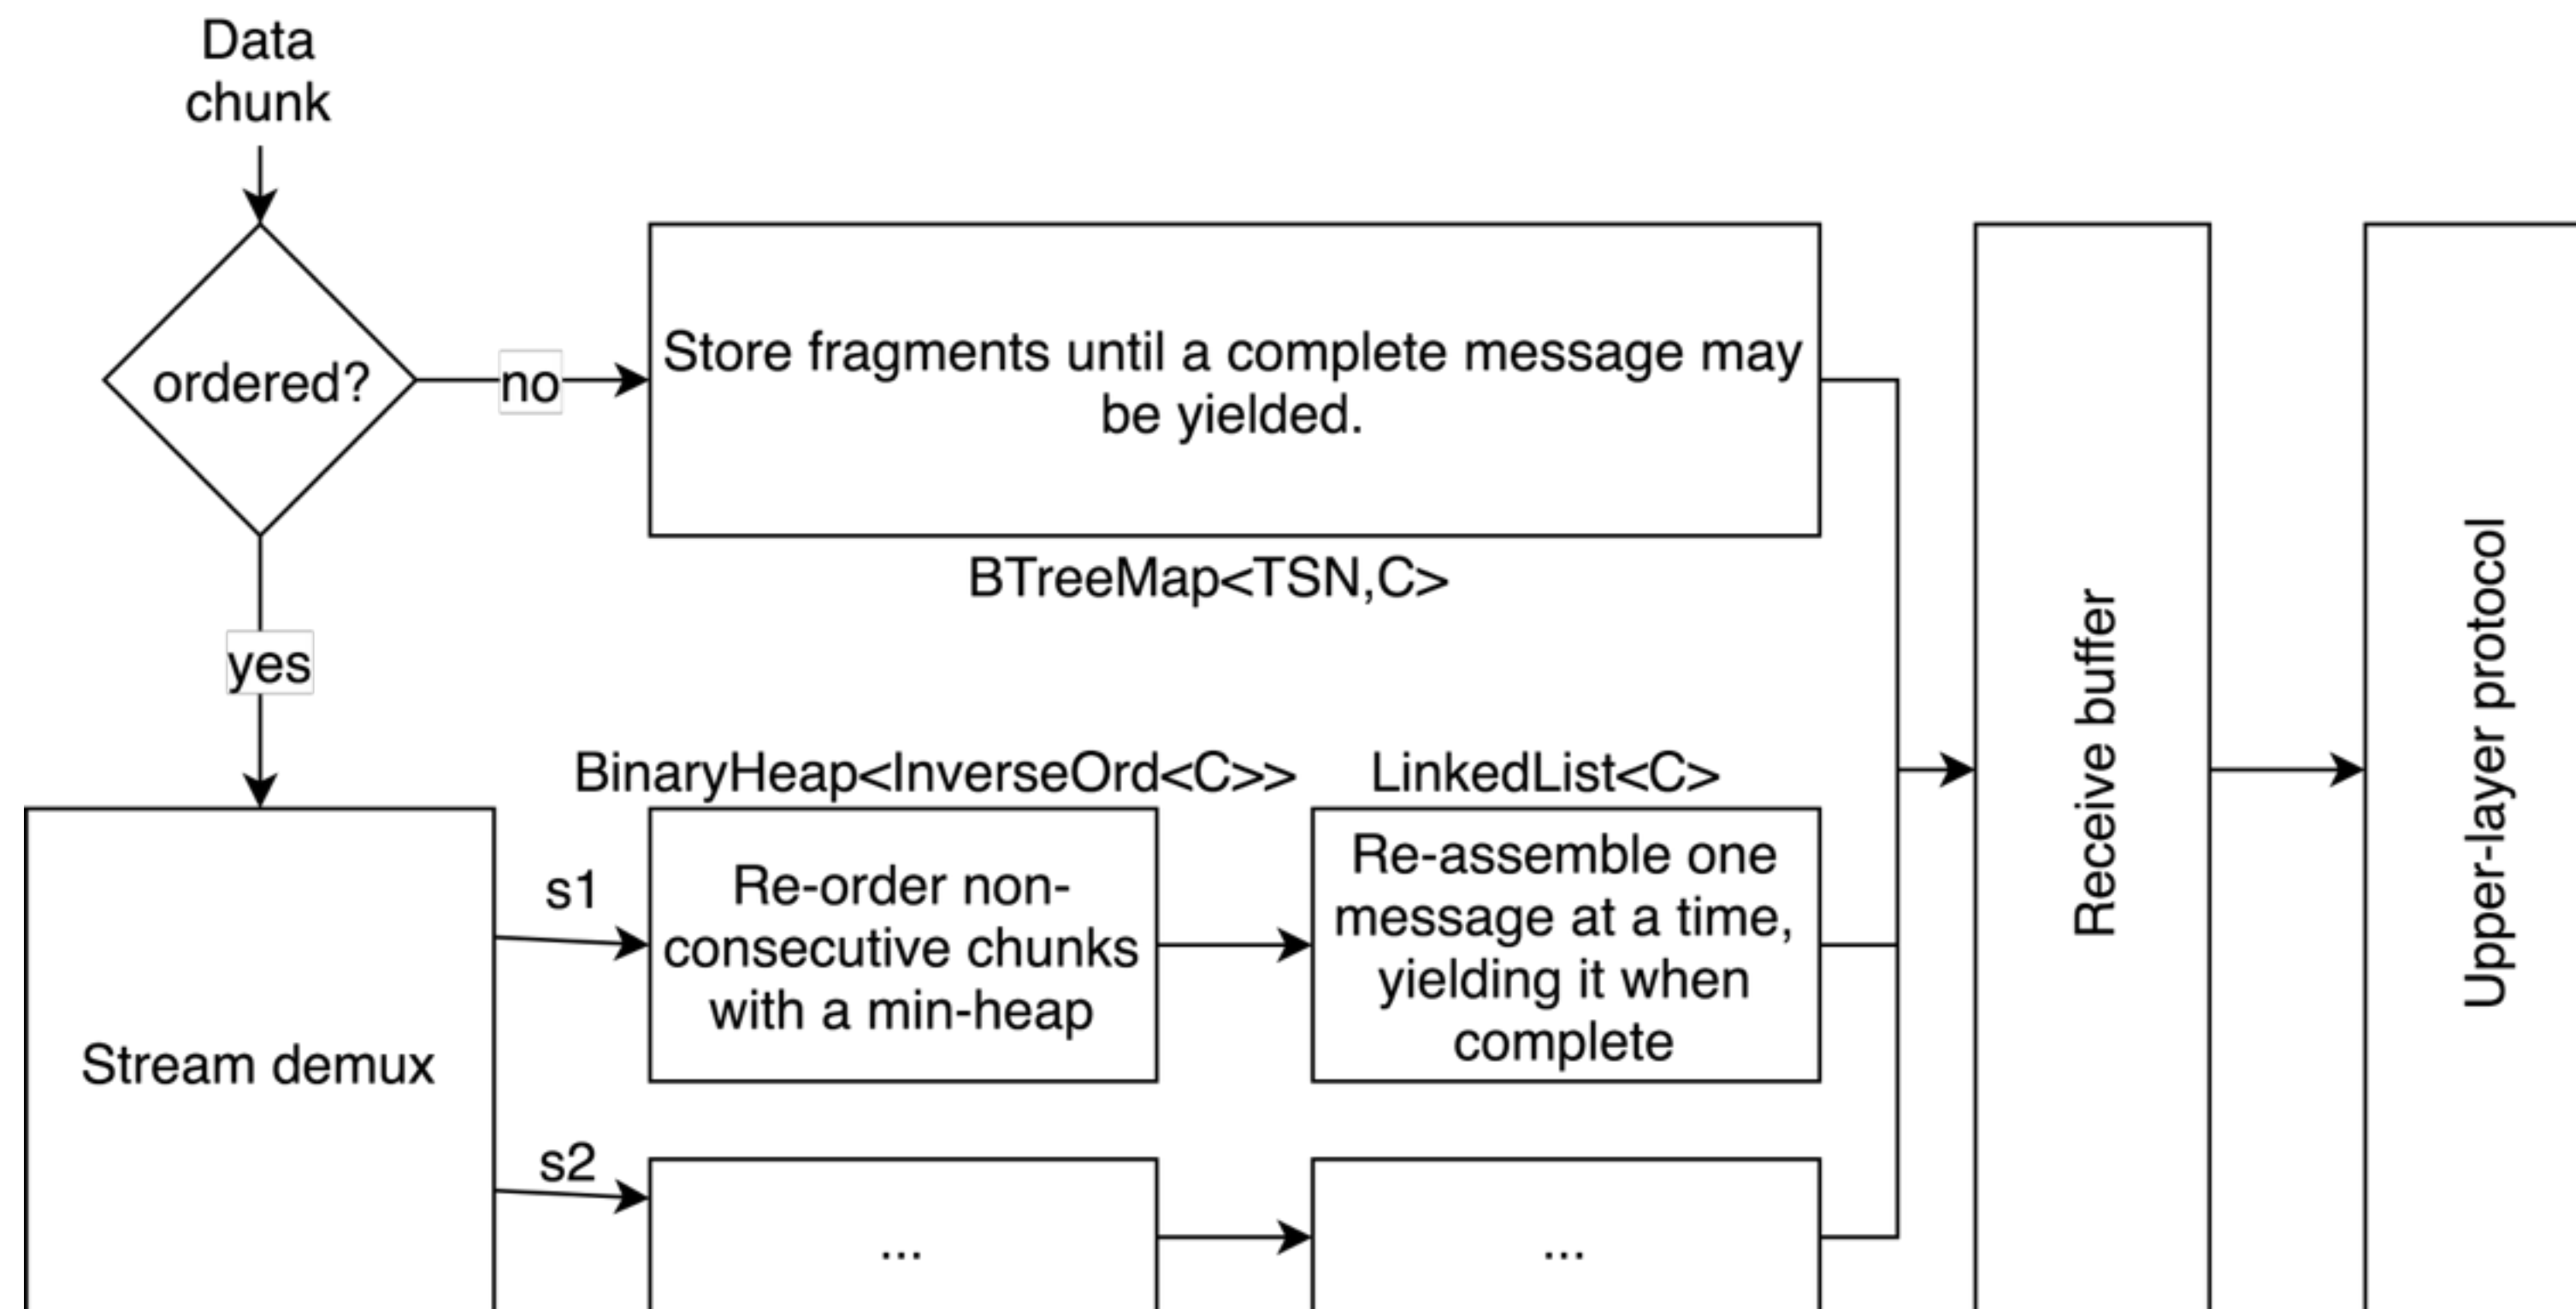 Data
chunk
ordered?
no
Store fragments until a complete message may
be yielded.
BTreeMap<TSN,C>
yes
BinaryHeap<InverseOrd<C>>
LinkedList<C>
Stream demux
s1
Re-order non-
consecutive chunks
with a min-heap
Re-assemble one
message at a time,
yielding it when
complete
s2
...
...
Receive buffer
Upper-layer protocol